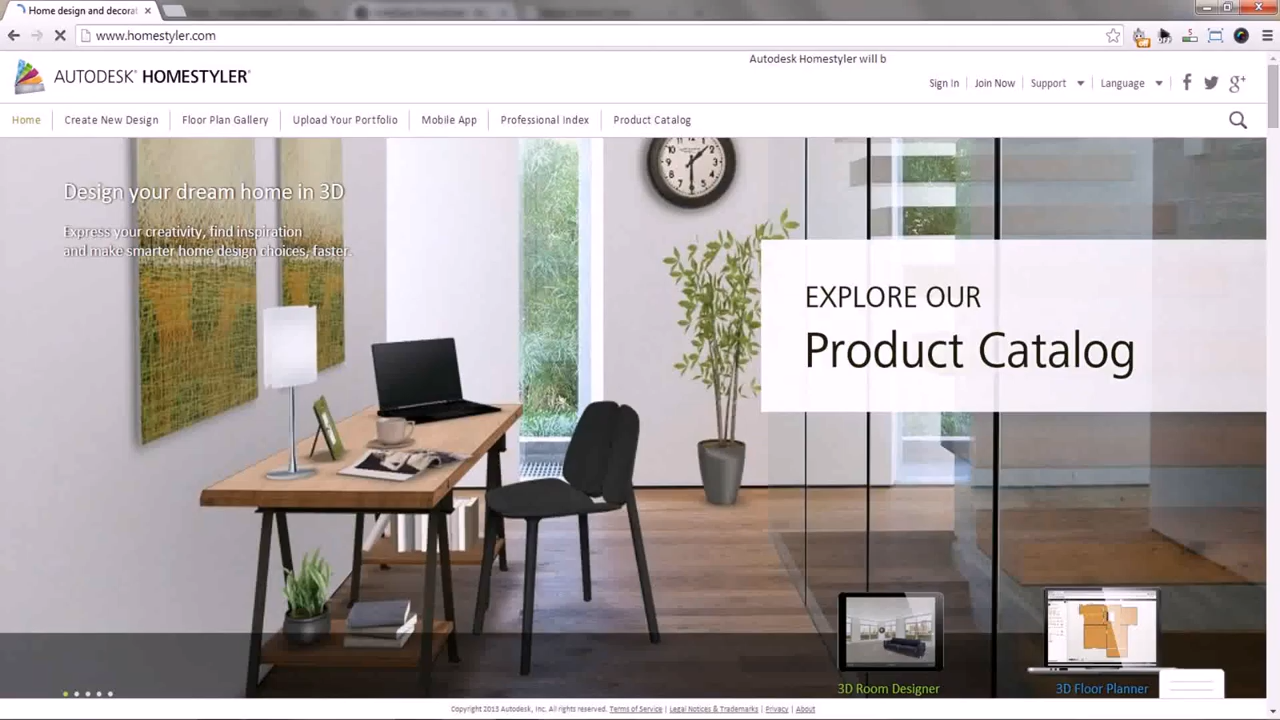 Home design and decorat
www.homestyler.com
Autodesk Homestyler will b
AUTODESK® HOMESTYLER®
Sign In | Join Now | Support | Language
Home | Create New Design | Floor Plan Gallery | Upload Your Portfolio | Mobile App | Professional Index | Product Catalog
Design your dream home in 3D
Express your creativity, find inspiration
and make smarter home design choices, faster.
EXPLORE OUR
Product Catalog
3D Room Designer
3D Floor Planner
Copyright 2013 Autodesk, Inc. All rights reserved. Terms of Service | Legal Notices & Trademarks | Privacy | About